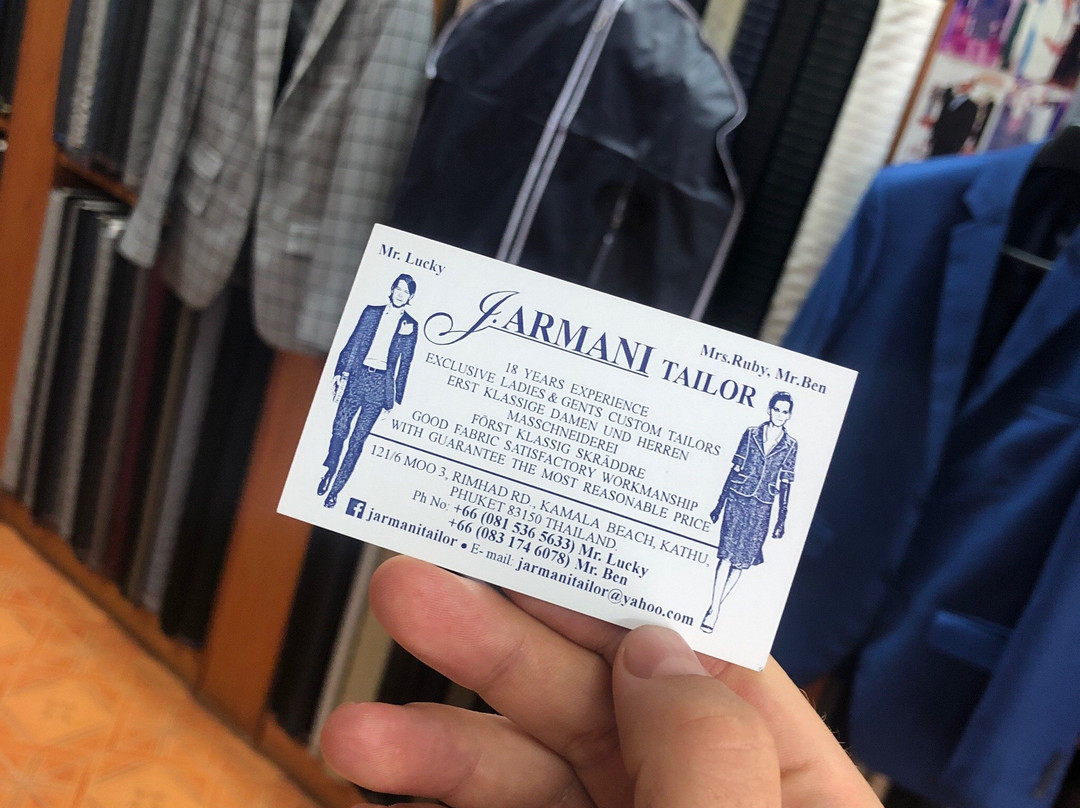 Mr. Lucky
J.ARMANI TAILOR
Mrs.Ruby, Mr.Ben
18 YEARS EXPERIENCE
EXCLUSIVE LADIES & GENTS CUSTOM TAILORS
ERST KLASSIGE DAMEN UND HERREN
MASSCHNEIDEREI
FÖRST KLASSIG SKRÄDDRE
GOOD FABRIC SATISFACTORY WORKMANSHIP
WITH GUARANTEE THE MOST REASONABLE PRICE
121/6 MOO 3, RIMHAD RD., KAMALA BEACH, KATHU,
PHUKET 83150 THAILAND
Ph No: +66 (081 536 5633) Mr. Lucky
+66 (083 174 6078) Mr. Ben
f jarmanitailor • E- mail: jarmanitailor@yahoo.com